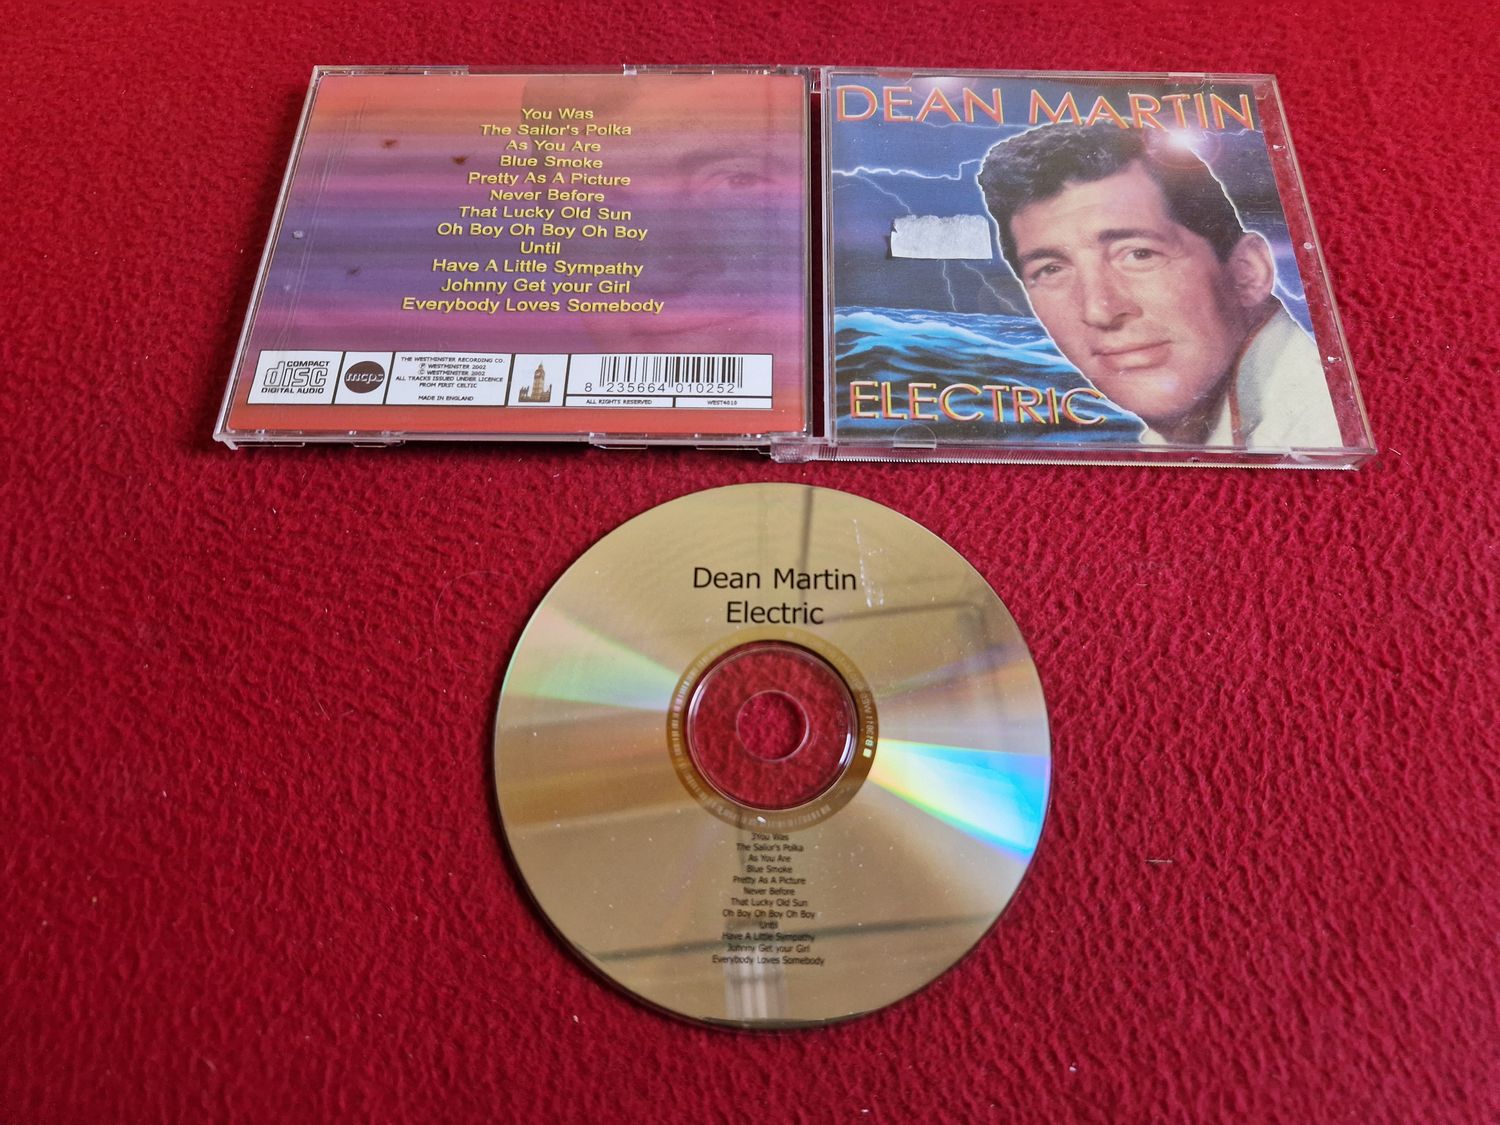 You Was
The Sailor's Polka
As You Are
Blue Smoke
Pretty As A Picture
Never Before
That Lucky Old Sun
Oh Boy Oh Boy Oh Boy
Until
Have A Little Sympathy
Johnny Get your Girl
Everybody Loves Somebody
COMPACT
disc
DIGITAL AUDIO
mcps
THE WESTMINSTER RECORDING CO.
Ⓟ WESTMINSTER 2002
© WESTMINSTER 2002
ALL TRACKS ISSUED UNDER LICENCE
FROM FIRST CELTIC
MADE IN ENGLAND
8 235664 010252
ALL RIGHTS RESERVED
WEST4010
DEAN MARTIN
ELECTRIC
Dean Martin
Electric
3You Was
The Sailor's Polka
As You Are
Blue Smoke
Pretty As A Picture
Never Before
That Lucky Old Sun
Oh Boy Oh Boy Oh Boy
Until
Have A Little Sympathy
Johnny Get your Girl
Everybody Loves Somebody